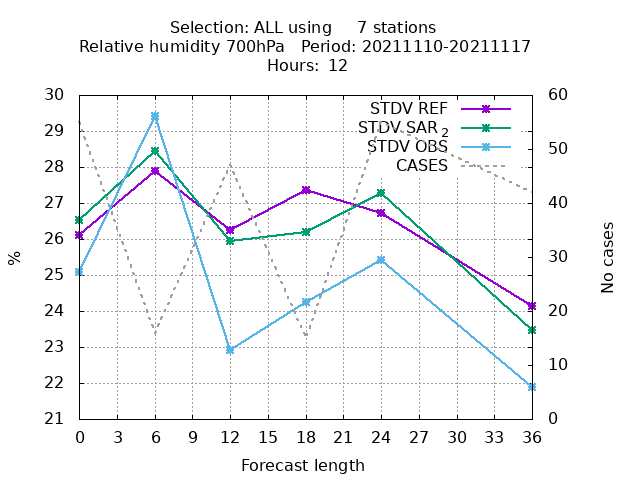 Selection: ALL using     7 stations
Relative humidity 700hPa   Period: 20211110-20211117
Hours: 12
30
29
28
27
26
25
24
23
22
21
%
60
50
40
30
20
10
0
No cases
STDV REF
STDV SAR 2
STDV OBS
CASES
0 3 6 9 12 15 18 21 24 27 30 33 36
Forecast length